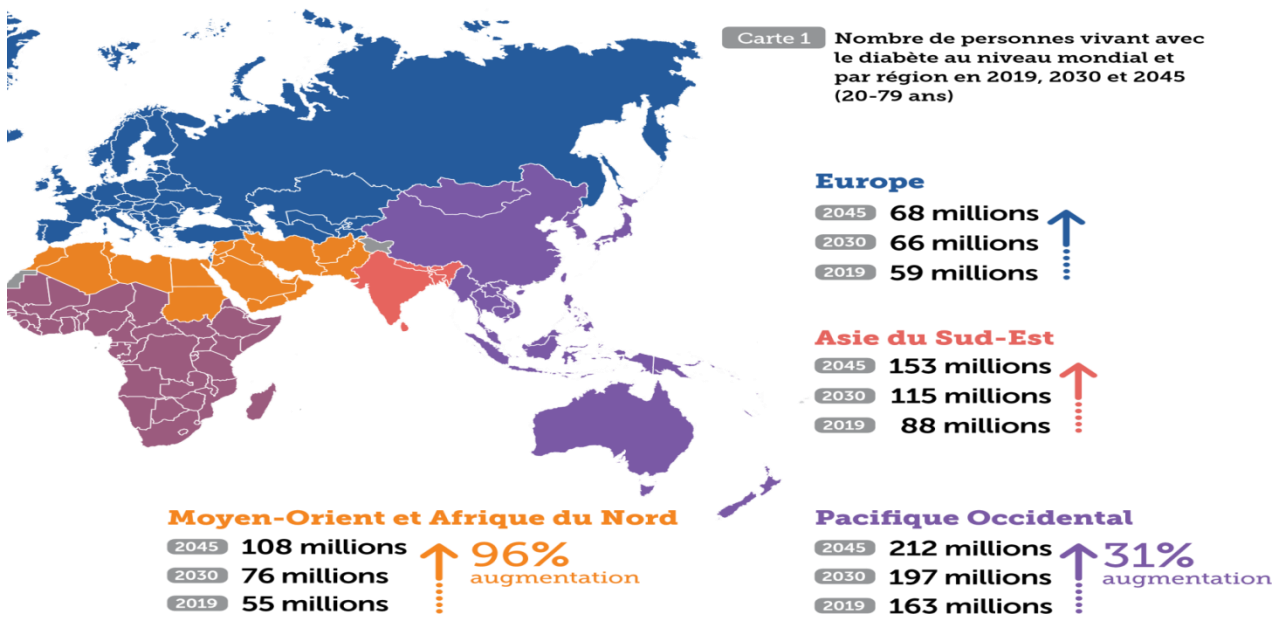 Carte 1
Nombre de personnes vivant avec
le diabète au niveau mondial et
par région en 2019, 2030 et 2045
(20-79 ans)
Europe
2045 68 millions
2030 66 millions
2019 59 millions
Asie du Sud-Est
2045 153 millions
2030 115 millions
2019 88 millions
Moyen-Orient et Afrique du Nord
2045 108 millions
2030 76 millions
2019 55 millions
96%
augmentation
Pacifique Occidental
2045 212 millions
2030 197 millions
2019 163 millions
31%
augmentation